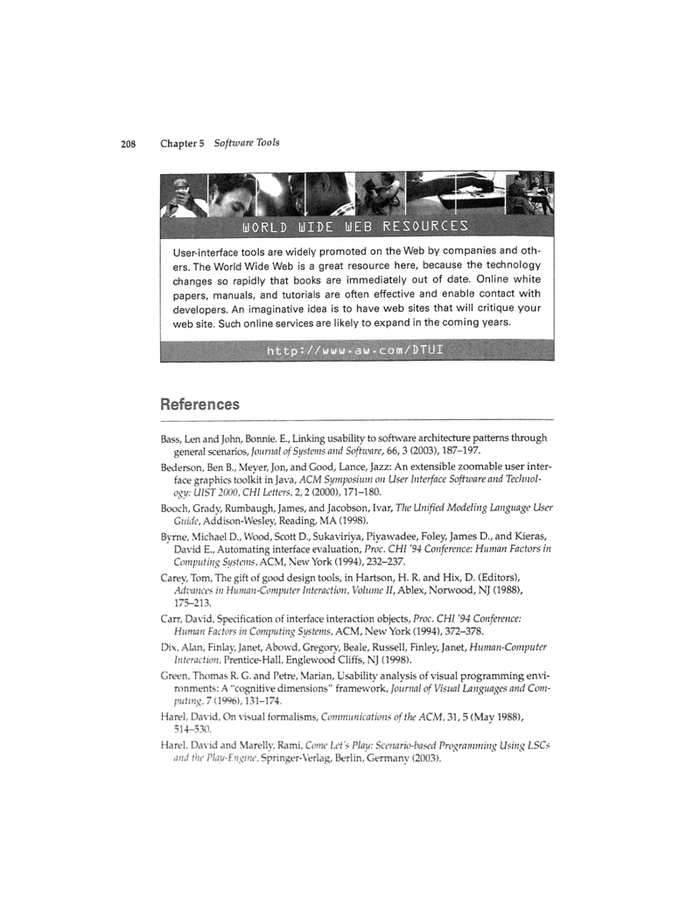 208 Chapter 5 Software Tools
WORLD WIDE WEB RESOURCES
User-interface tools are widely promoted on the Web by companies and oth-
ers. The World Wide Web is a great resource here, because the technology
changes so rapidly that books are immediately out of date. Online white
papers, manuals, and tutorials are often effective and enable contact with
developers. An imaginative idea is to have web sites that will critique your
web site. Such online services are likely to expand in the coming years.
http://www.aw.com/DTUI
References
Bass, Len and John, Bonnie. E., Linking usability to software architecture patterns through
general scenarios, Journal of Systems and Software, 66, 3 (2003), 187–197.
Bederson, Ben B., Meyer, Jon, and Good, Lance, Jazz: An extensible zoomable user inter-
face graphics toolkit in Java, ACM Symposium on User Interface Software and Technol-
ogy: UIST 2000, CHI Letters, 2, 2 (2000), 171–180.
Booch, Grady, Rumbaugh, James, and Jacobson, Ivar, The Unified Modeling Language User
Guide, Addison-Wesley, Reading, MA (1998).
Byrne, Michael D., Wood, Scott D., Sukaviriya, Piyawadee, Foley, James D., and Kieras,
David E., Automating interface evaluation, Proc. CHI '94 Conference: Human Factors in
Computing Systems, ACM, New York (1994), 232–237.
Carey, Tom, The gift of good design tools, in Hartson, H. R. and Hix, D. (Editors),
Advances in Human-Computer Interaction, Volume II, Ablex, Norwood, NJ (1988),
175–213.
Carr, David, Specification of interface interaction objects, Proc. CHI '94 Conference:
Human Factors in Computing Systems, ACM, New York (1994), 372–378.
Dix, Alan, Finlay, Janet, Abowd, Gregory, Beale, Russell, Finley, Janet, Human-Computer
Interaction, Prentice-Hall, Englewood Cliffs, NJ (1998).
Green, Thomas R. G. and Petre, Marian, Usability analysis of visual programming envi-
ronments: A "cognitive dimensions" framework, Journal of Visual Languages and Com-
puting, 7 (1996), 131–174.
Harel, David, On visual formalisms, Communications of the ACM, 31, 5 (May 1988),
514–530.
Harel, David and Marelly, Rami, Come Let's Play: Scenario-based Programming Using LSCs
and the Play-Engine, Springer-Verlag, Berlin, Germany (2003).